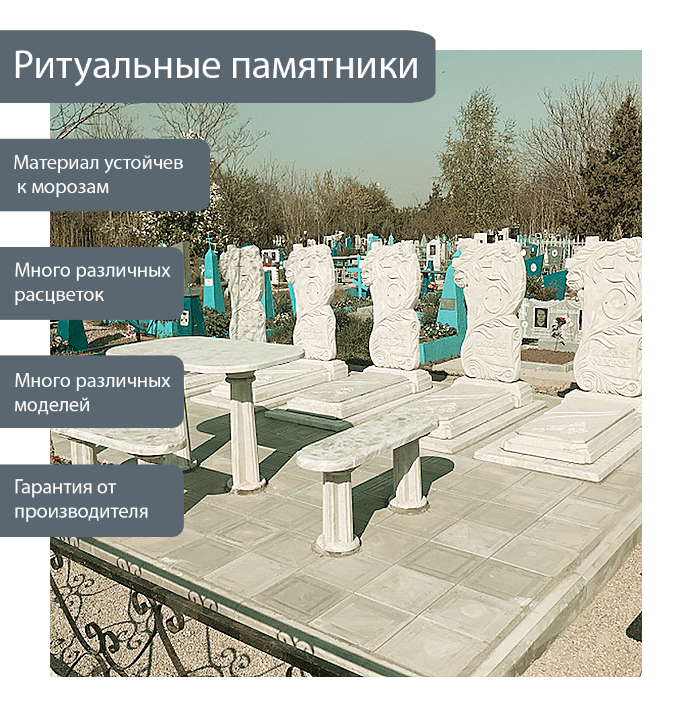 Ритуальные памятники
Материал устойчев
к морозам
Много различных
расцветок
Много различных
моделей
Гарантия от
производителя